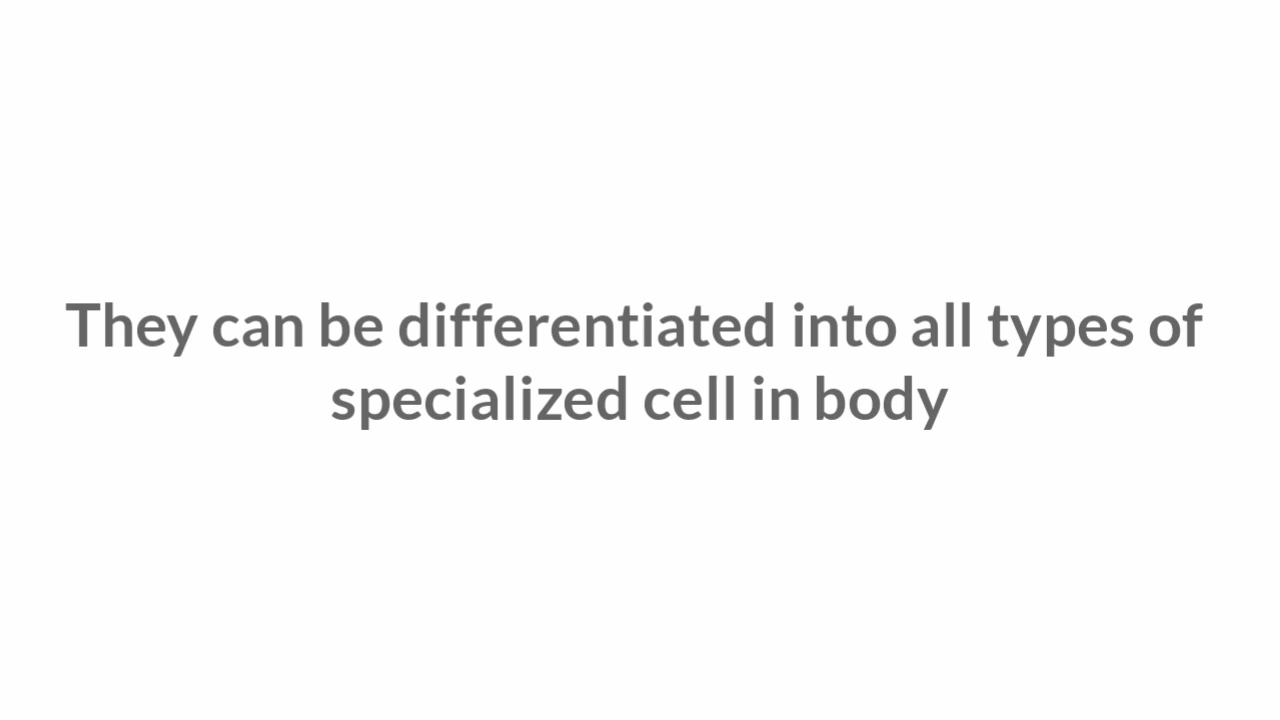 They can be differentiated into all types of
specialized cell in body